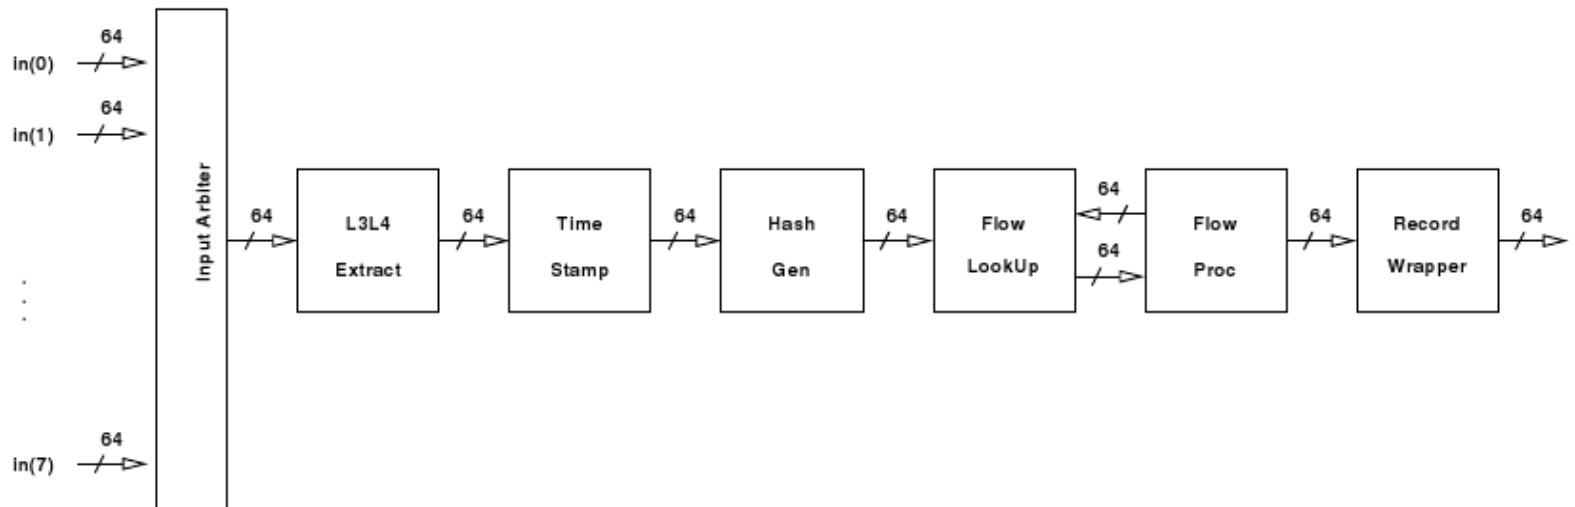 64
in(0)
64
in(1)
Input Arbiter
64
L3L4
Extract
64
Time
Stamp
64
Hash
Gen
64
Flow
LookUp
64
64
Flow
Proc
64
Record
Wrapper
64
64
in(7)